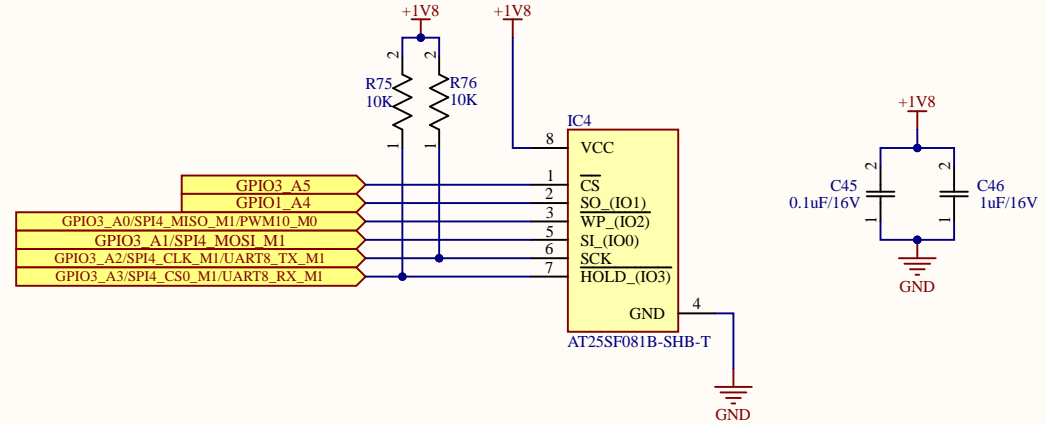 +1V8
+1V8
2
2
R75
10K
R76
10K
1
1
IC4
8
VCC
GPIO3_A5
1
CS
GPIO1_A4
2
SO_(IO1)
GPIO3_A0/SPI4_MISO_M1/PWM10_M0
3
WP_(IO2)
GPIO3_A1/SPI4_MOSI_M1
5
SI_(IO0)
GPIO3_A2/SPI4_CLK_M1/UART8_TX_M1
6
SCK
GPIO3_A3/SPI4_CS0_M1/UART8_RX_M1
7
HOLD_(IO3)
GND
4
AT25SF081B-SHB-T
GND
+1V8
2
2
C45
0.1uF/16V
C46
1uF/16V
1
1
GND